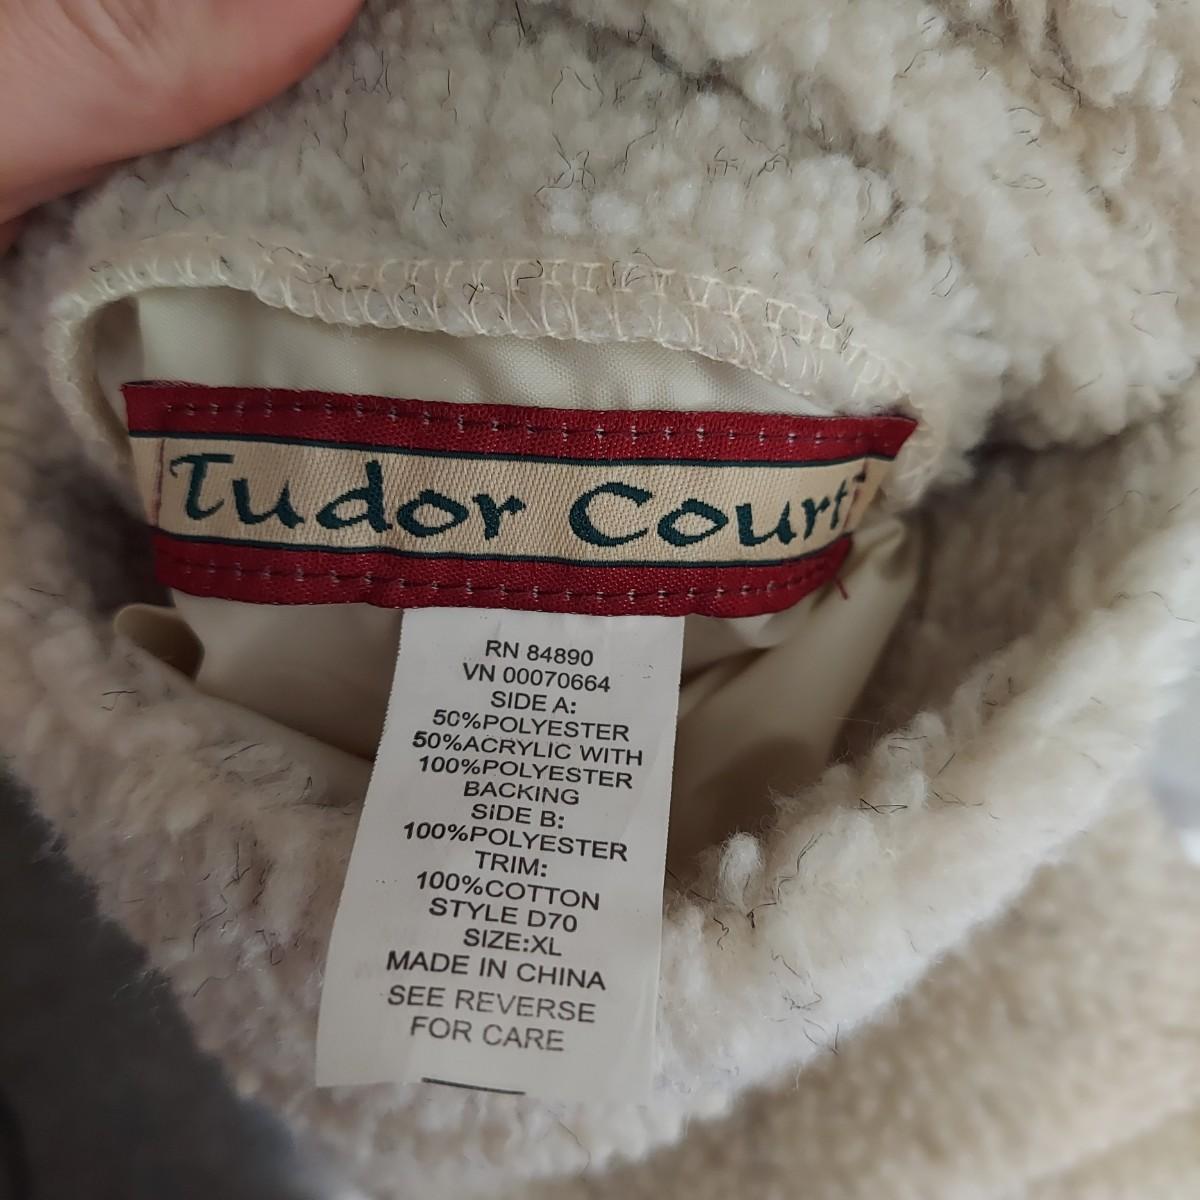 Tudor Court
RN 84890
VN 00070664
SIDE A:
50%POLYESTER
50%ACRYLIC WITH
100%POLYESTER
BACKING
SIDE B:
100%POLYESTER
TRIM:
100%COTTON
STYLE D70
SIZE:XL
MADE IN CHINA
SEE REVERSE
FOR CARE